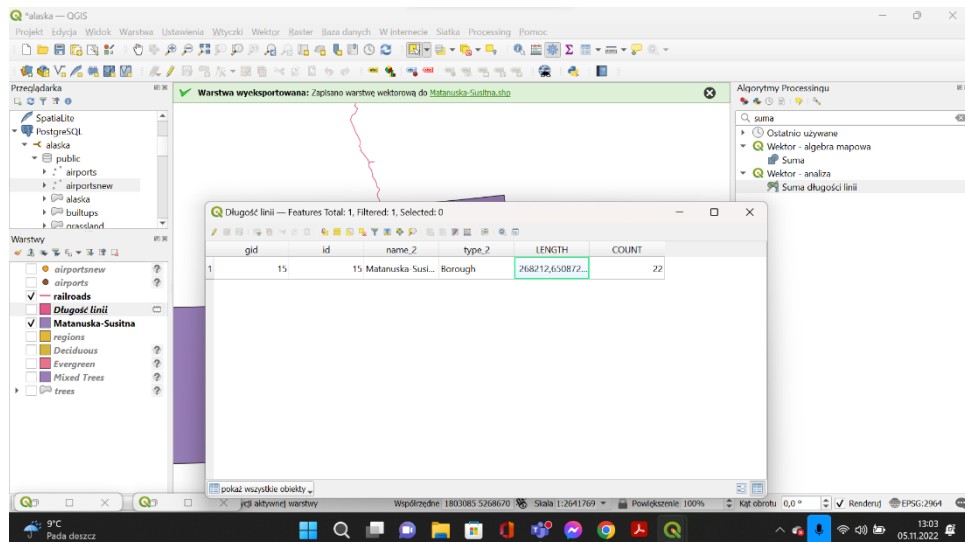 *alaska — QGIS
Projekt Edycja Widok Warstwa Ustawienia Wtyczki Wektor Raster Baza danych W internecie Siatka Processing Pomoc
Przeglądarka
SpatiaLite
PostgreSQL
alaska
public
airports
airportsnew
alaska
builtups
grassland
Warstwy
airportsnew
airports
railroads
Długość linii
Matanuska-Susitna
regions
Deciduous
Evergreen
Mixed Trees
trees
Warstwa wyeksportowana: Zapisano warstwę wektorową do Matanuska-Susitna.shp
Algorytmy Processingu
suma
Ostatnio używane
Wektor - algebra mapowa
Suma
Wektor - analiza
Suma długości linii
Długość linii — Features Total: 1, Filtered: 1, Selected: 0
gid id name_2 type_2 LENGTH COUNT
1 15 15 Matanuska-Susi... Borough 268212,650872... 22
pokaż wszystkie obiekty
ycji aktywnej warstwy Współrzędne 1803085 5268670 Skala 1:2641769 Powiększenie 100% Kąt obrotu 0,0 ° Renderuj EPSG:2964
9°C
Pada deszcz
13:03
05.11.2022